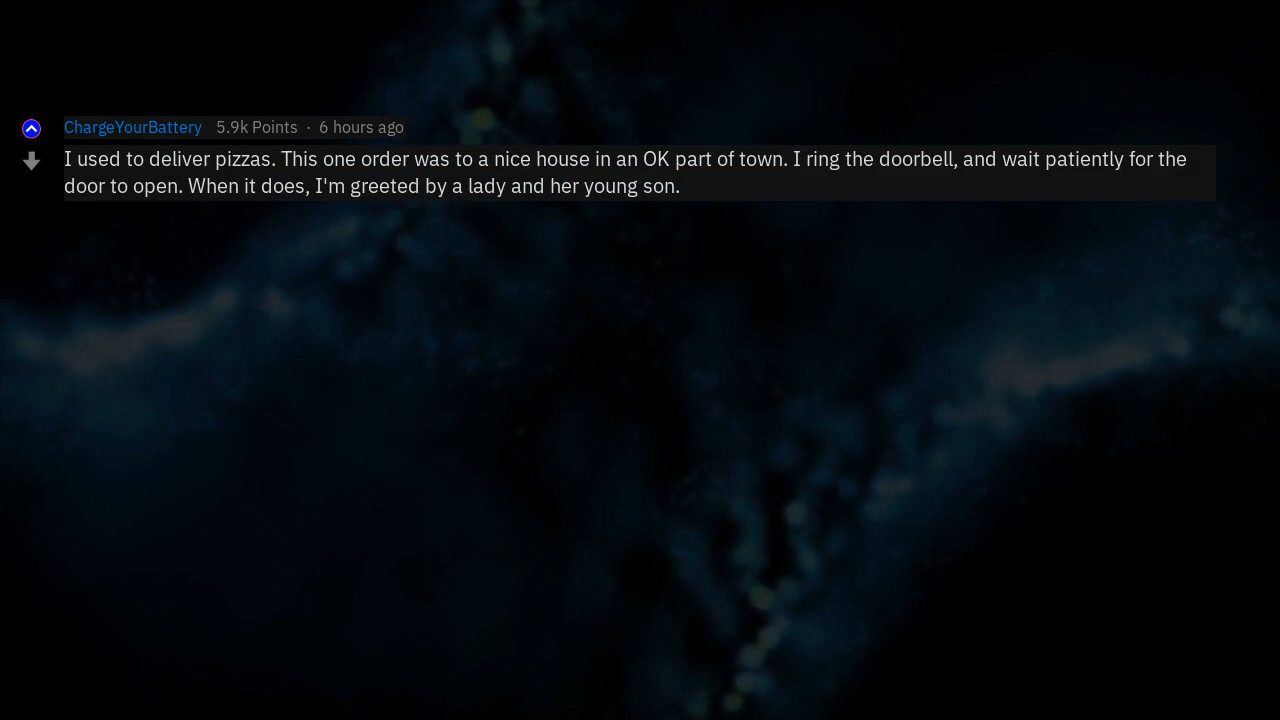 ChargeYourBattery 5.9k Points · 6 hours ago
I used to deliver pizzas. This one order was to a nice house in an OK part of town. I ring the doorbell, and wait patiently for the
door to open. When it does, I'm greeted by a lady and her young son.